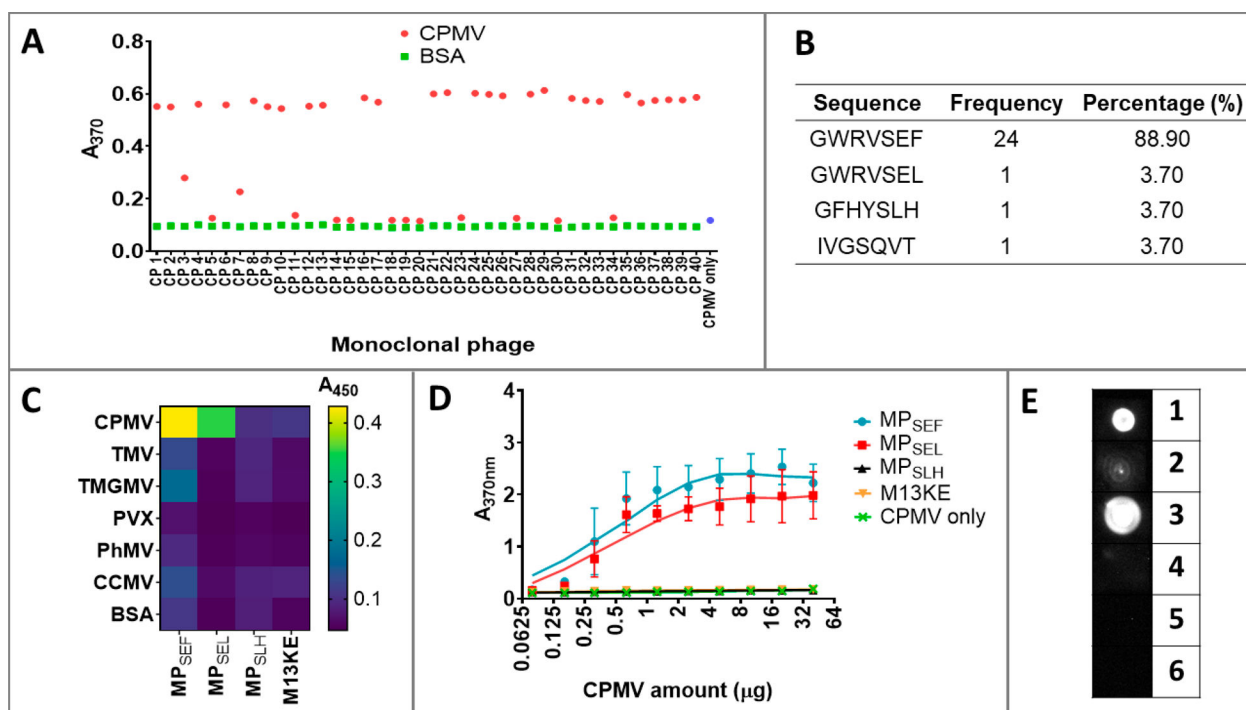 A
CPMV
BSA
0.8
0.6
0.4
0.2
0.0
A370
CP 1
CP 2
CP 3
CP 4
CP 5
CP 6
CP 7
CP 8
CP 9
CP 10
CP 11
CP 12
CP 13
CP 14
CP 15
CP 16
CP 17
CP 18
CP 19
CP 20
CP 21
CP 22
CP 23
CP 24
CP 25
CP 26
CP 27
CP 28
CP 29
CP 30
CP 31
CP 32
CP 33
CP 34
CP 35
CP 36
CP 37
CP 38
CP 39
CP 40
CPMV only
Monoclonal phage
B
Sequence Frequency Percentage (%)
GWRVSEF 24 88.90
GWRVSEL 1 3.70
GFHYSLH 1 3.70
IVGSQVT 1 3.70
C
A450
CPMV
TMV
TMGMV
PVX
PhMV
CCMV
BSA
0.4
0.3
0.2
0.1
MPSEF
MPSEL
MPSLH
M13KE
D
4
3
2
1
0
A370nm
0.0625
0.125
0.25
0.5
1
2
4
8
16
32
64
CPMV amount (μg)
MPSEF
MPSEL
MPSLH
M13KE
CPMV only
E
1
2
3
4
5
6